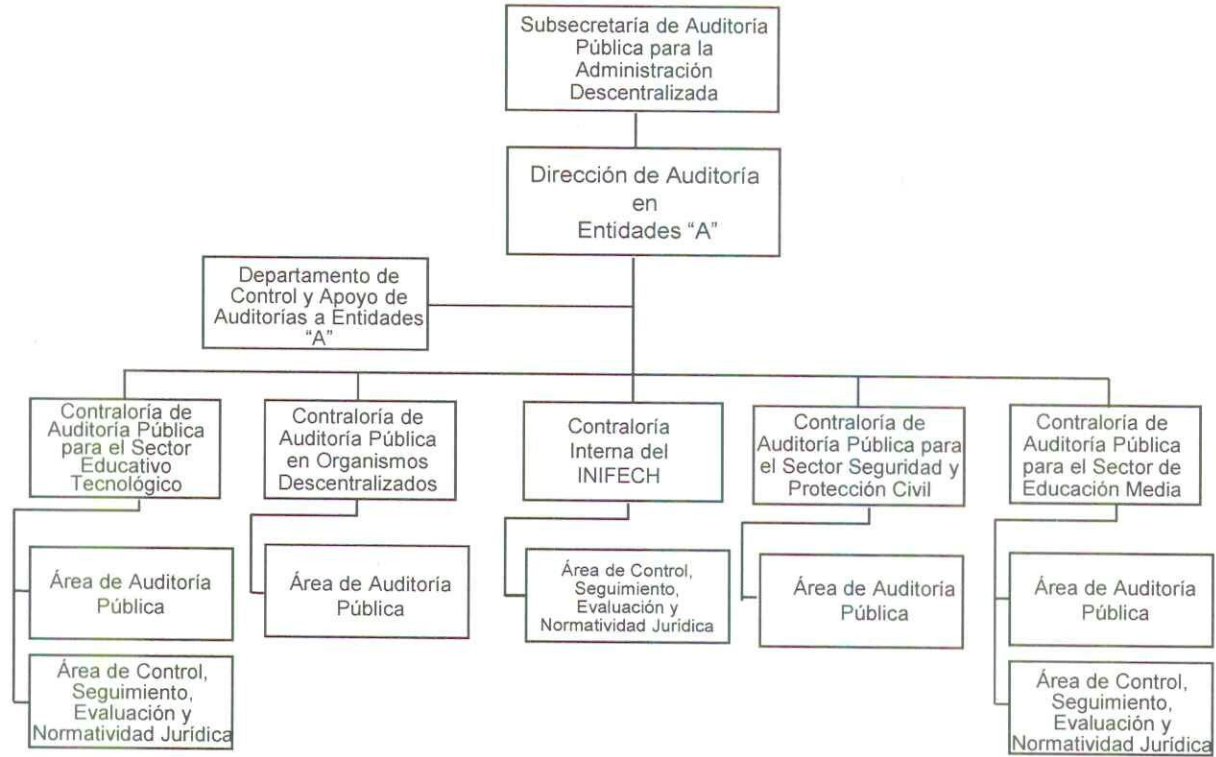 Subsecretaría de Auditoría
Pública para la
Administración
Descentralizada
Dirección de Auditoría
en
Entidades “A”
Departamento de
Control y Apoyo de
Auditorías a Entidades
“A”
Contraloría de
Auditoría Pública
para el Sector
Educativo
Tecnológico
Contraloría de
Auditoría Pública
en Organismos
Descentralizados
Contraloría
Interna del
INIFECH
Contraloría de
Auditoría Pública para
el Sector Seguridad y
Protección Civil
Contraloría de
Auditoría Pública
para el Sector de
Educación Media
Área de Auditoría
Pública
Área de Auditoría
Pública
Área de Control,
Seguimiento,
Evaluación y
Normatividad Jurídica
Área de Auditoría
Pública
Área de Auditoría
Pública
Área de Control,
Seguimiento,
Evaluación y
Normatividad Jurídica
Área de Control,
Seguimiento,
Evaluación y
Normatividad Jurídica